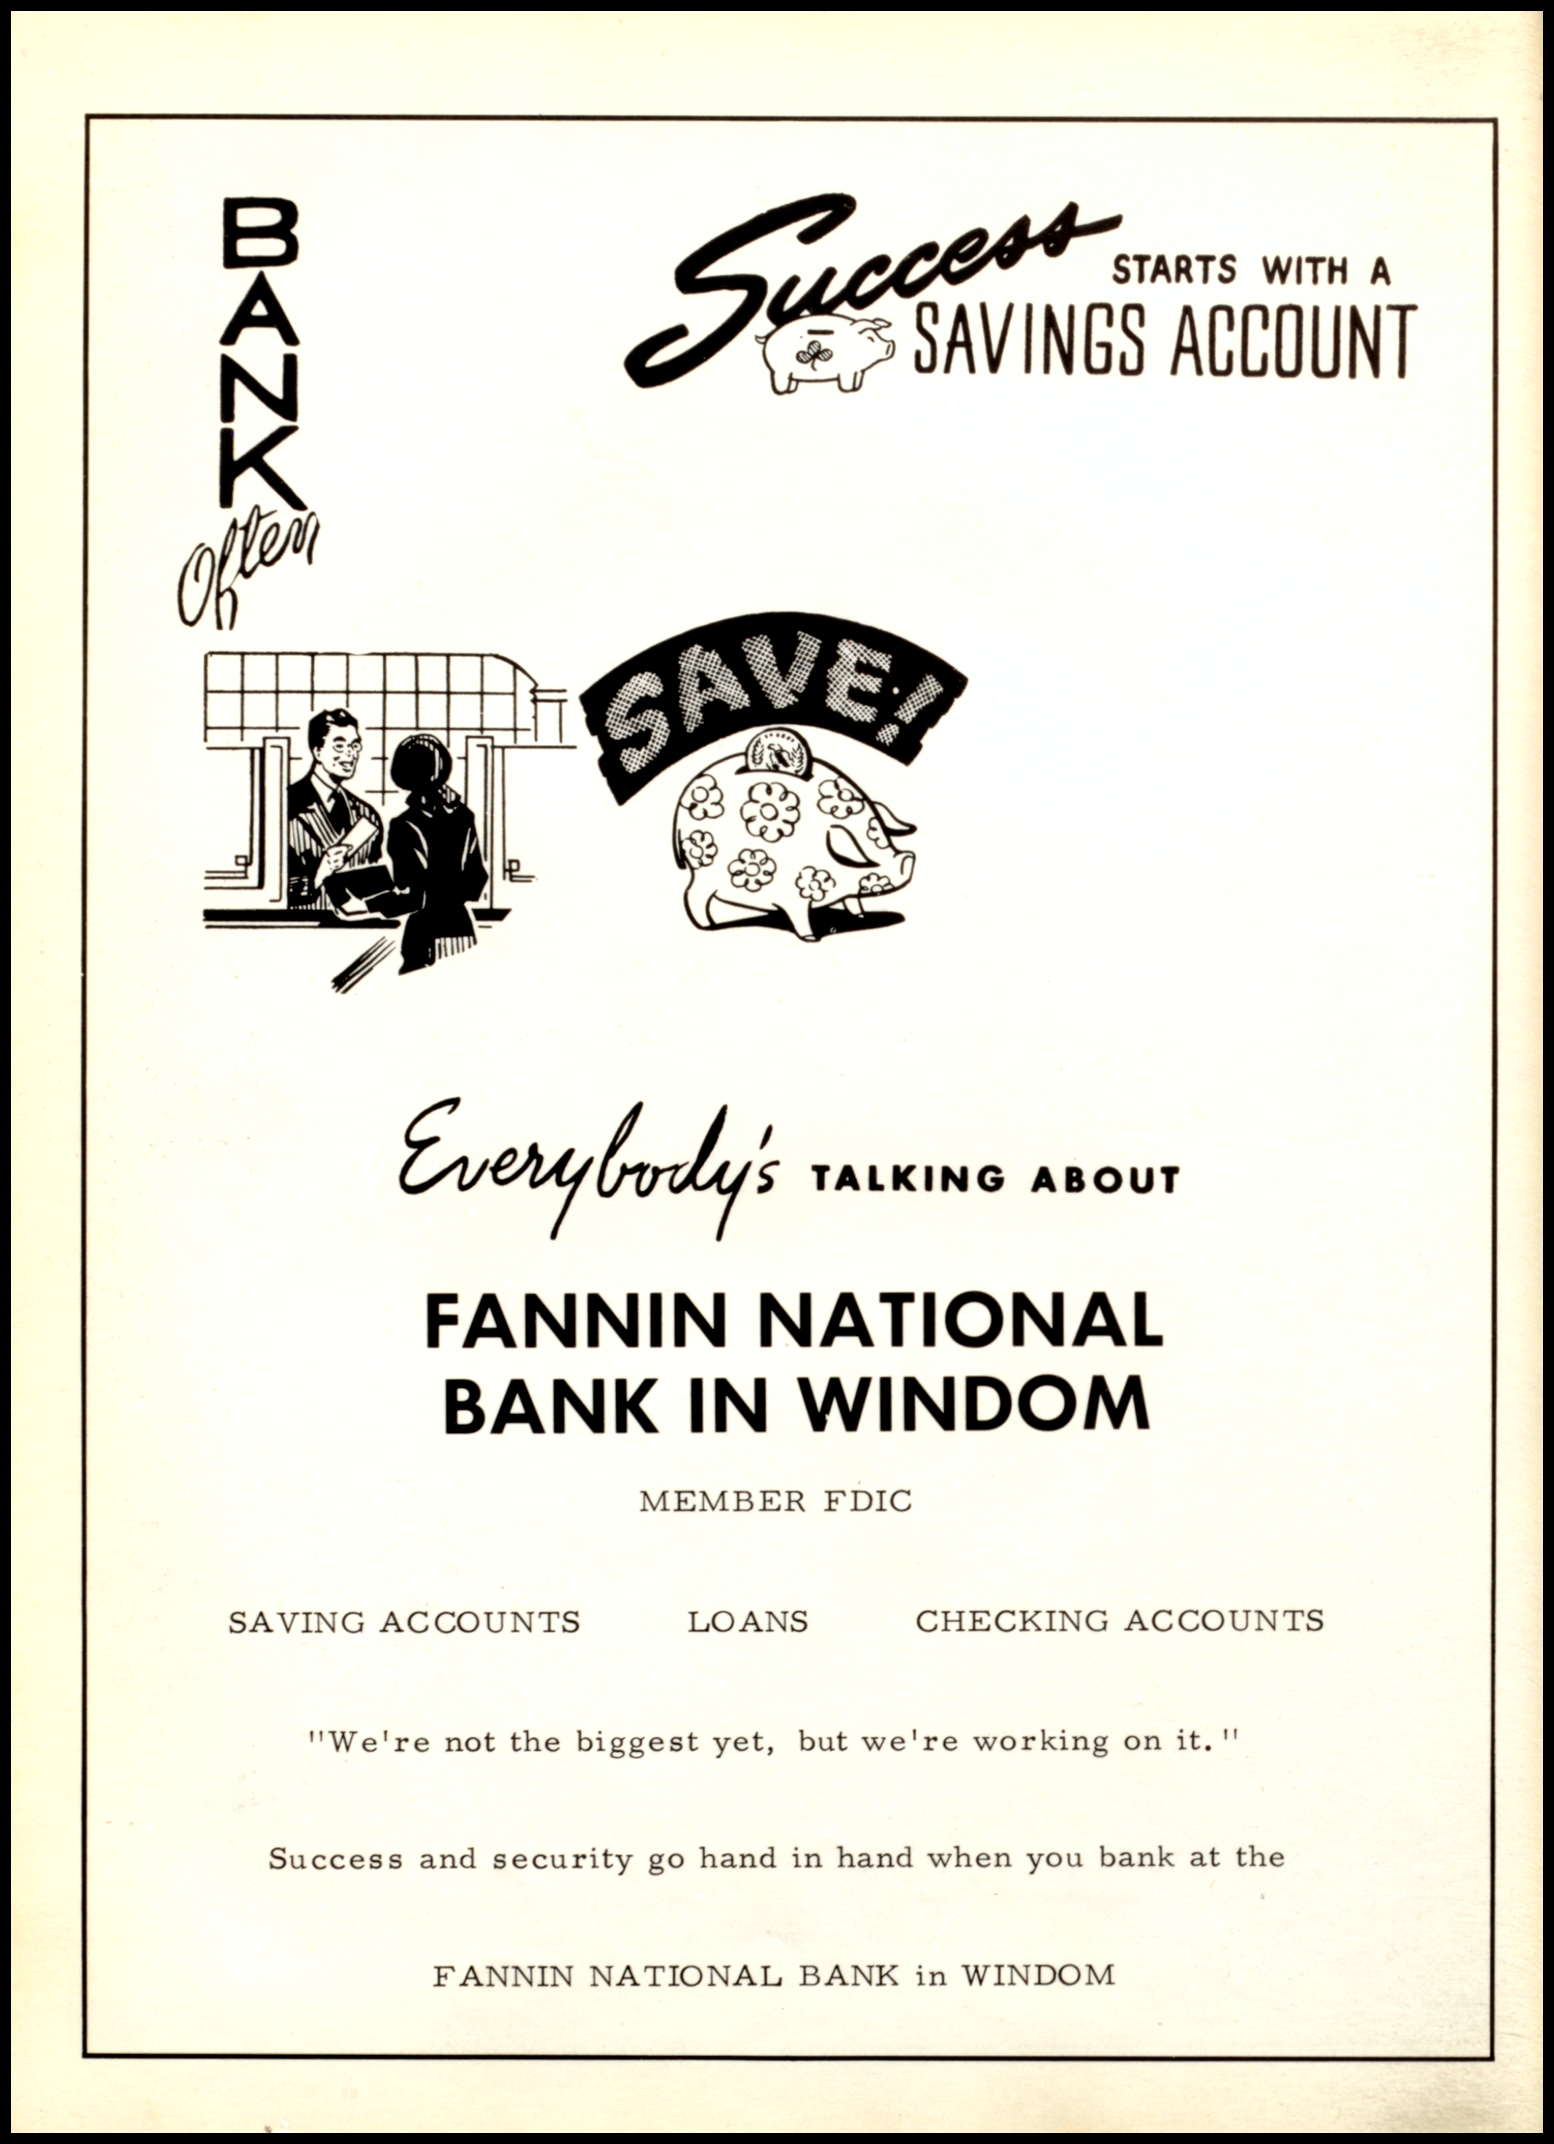 BANK
Often
Success STARTS WITH A
SAVINGS ACCOUNT
SAVE!
Everybody's TALKING ABOUT
FANNIN NATIONAL
BANK IN WINDOM
MEMBER FDIC
SAVING ACCOUNTS LOANS CHECKING ACCOUNTS
"We're not the biggest yet, but we're working on it."
Success and security go hand in hand when you bank at the
FANNIN NATIONAL BANK in WINDOM